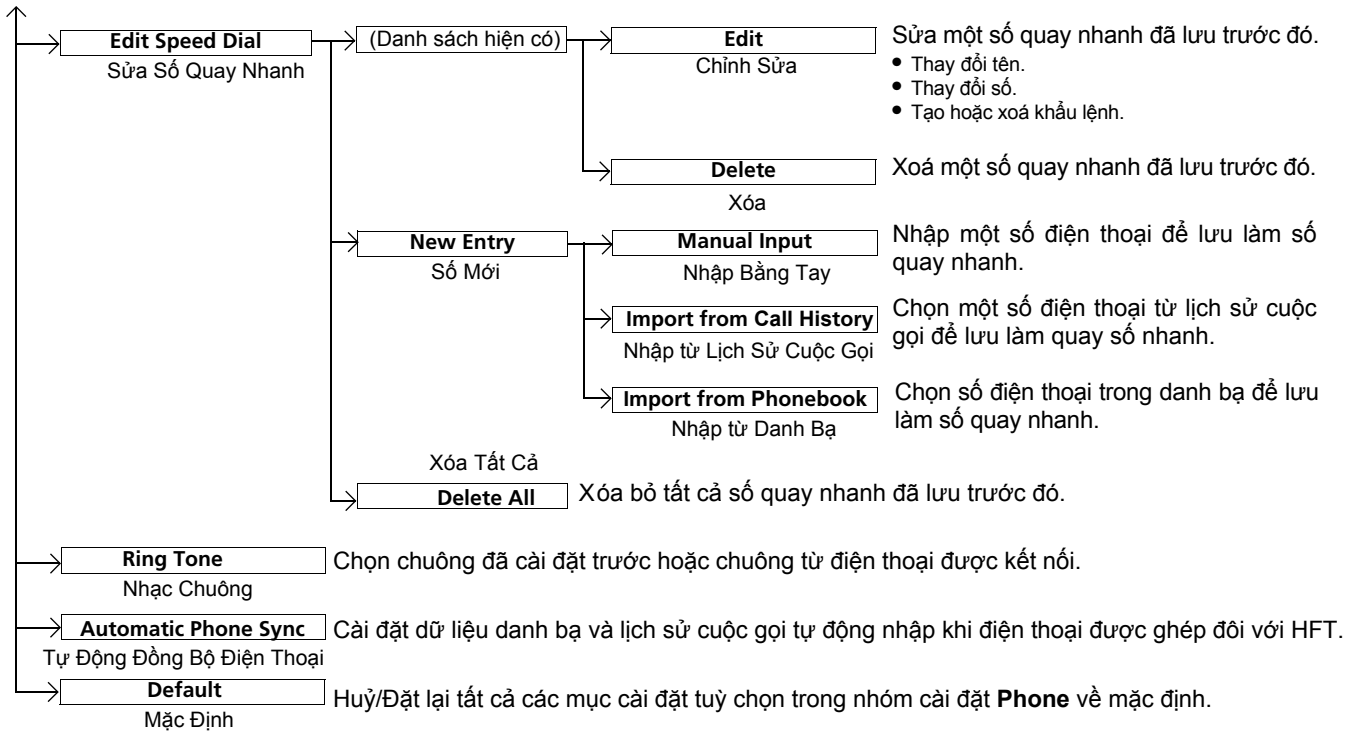 Edit Speed Dial
Sửa Số Quay Nhanh
(Danh sách hiện có)
Edit
Chỉnh Sửa
Sửa một số quay nhanh đã lưu trước đó.
• Thay đổi tên.
• Thay đổi số.
• Tạo hoặc xoá khẩu lệnh.
Delete
Xóa
Xoá một số quay nhanh đã lưu trước đó.
New Entry
Số Mới
Manual Input
Nhập Bằng Tay
Nhập một số điện thoại để lưu làm số
quay nhanh.
Import from Call History
Nhập từ Lịch Sử Cuộc Gọi
Chọn một số điện thoại từ lịch sử cuộc
gọi để lưu làm quay số nhanh.
Import from Phonebook
Nhập từ Danh Bạ
Chọn số điện thoại trong danh bạ để lưu
làm số quay nhanh.
Xóa Tất Cả
Delete All
Xóa bỏ tất cả số quay nhanh đã lưu trước đó.
Ring Tone
Nhạc Chuông
Chọn chuông đã cài đặt trước hoặc chuông từ điện thoại được kết nối.
Automatic Phone Sync
Tự Động Đồng Bộ Điện Thoại
Cài đặt dữ liệu danh bạ và lịch sử cuộc gọi tự động nhập khi điện thoại được ghép đôi với HFT.
Default
Mặc Định
Huỷ/Đặt lại tất cả các mục cài đặt tuỳ chọn trong nhóm cài đặt Phone về mặc định.